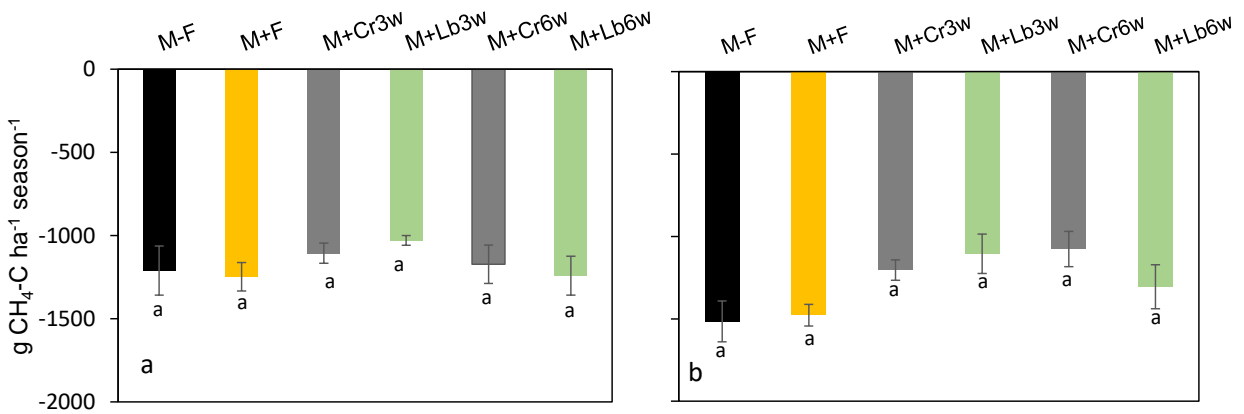 M-F M+F M+Cr3w M+Lb3w M+Cr6w M+Lb6w
0
-500
-1000
-1500
-2000
g CH₄-C ha⁻¹ season⁻¹
a a a a a a
a
M-F M+F M+Cr3w M+Lb3w M+Cr6w M+Lb6w
a a a a a a
b